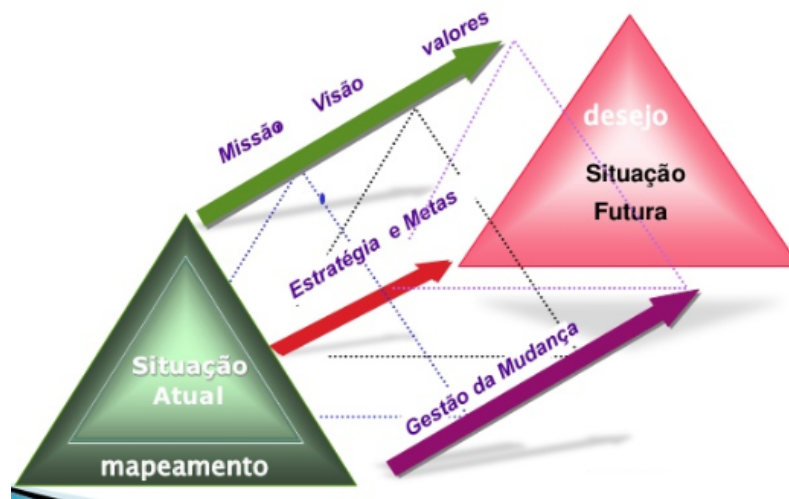 Missão Visão valores
desejo
Situação
Futura
Estratégia e Metas
Situação
Atual
mapeamento
Gestão da Mudança